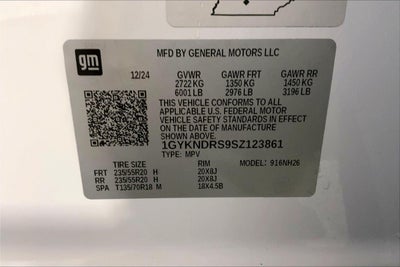 gm
MFD BY GENERAL MOTORS LLC
12/24 GVWR GAWR FRT GAWR RR
2722 KG 1350 KG 1450 KG
6001 LB 2976 LB 3196 LB
THIS VEHICLE CONFORMS TO ALL
APPLICABLE U.S. FEDERAL MOTOR
VEHICLE SAFETY STANDARDS IN EFFECT
ON THE DATE OF MANUFACTURE
SHOWN ABOVE.
1GYKNDRS9SZ123861
TYPE: MPV MODEL: 916NH26
TIRE SIZE RIM
FRT 235/55R20 H 20X8J
RR 235/55R20 H 20X8J
SPA T135/70R18 M 18X4.5B